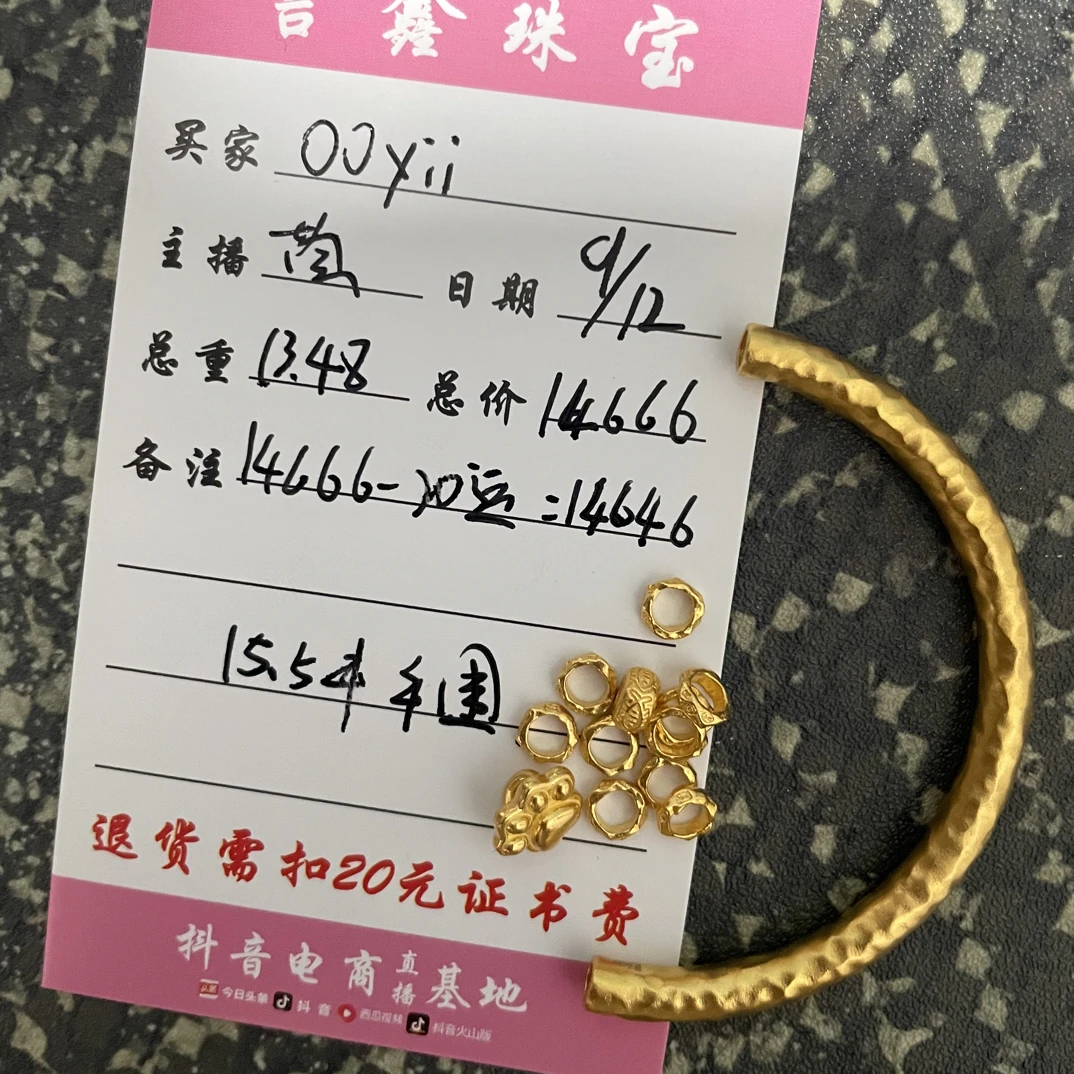 吉鑫珠宝
买家 OOyii
主播 日期 9/12
总重 13.48 总价 14666
备注 14666-20运=14646
15.5 手围
退货需扣20元证书费
抖音电商直播基地
头条 今日头条 抖音 西瓜视频 抖音火山版